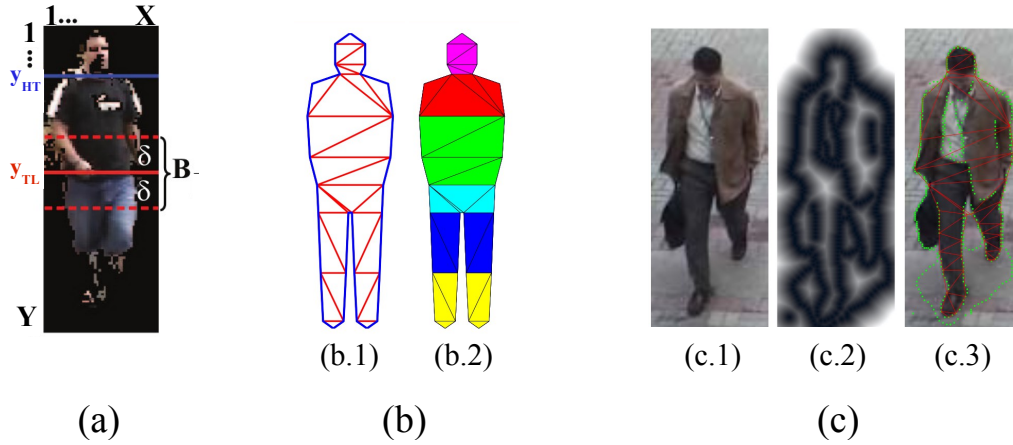 1... X
1
⋮
y_HT
y_TL
δ
δ
B
Y
(b.1) (b.2) (c.1) (c.2) (c.3)
(a) (b) (c)